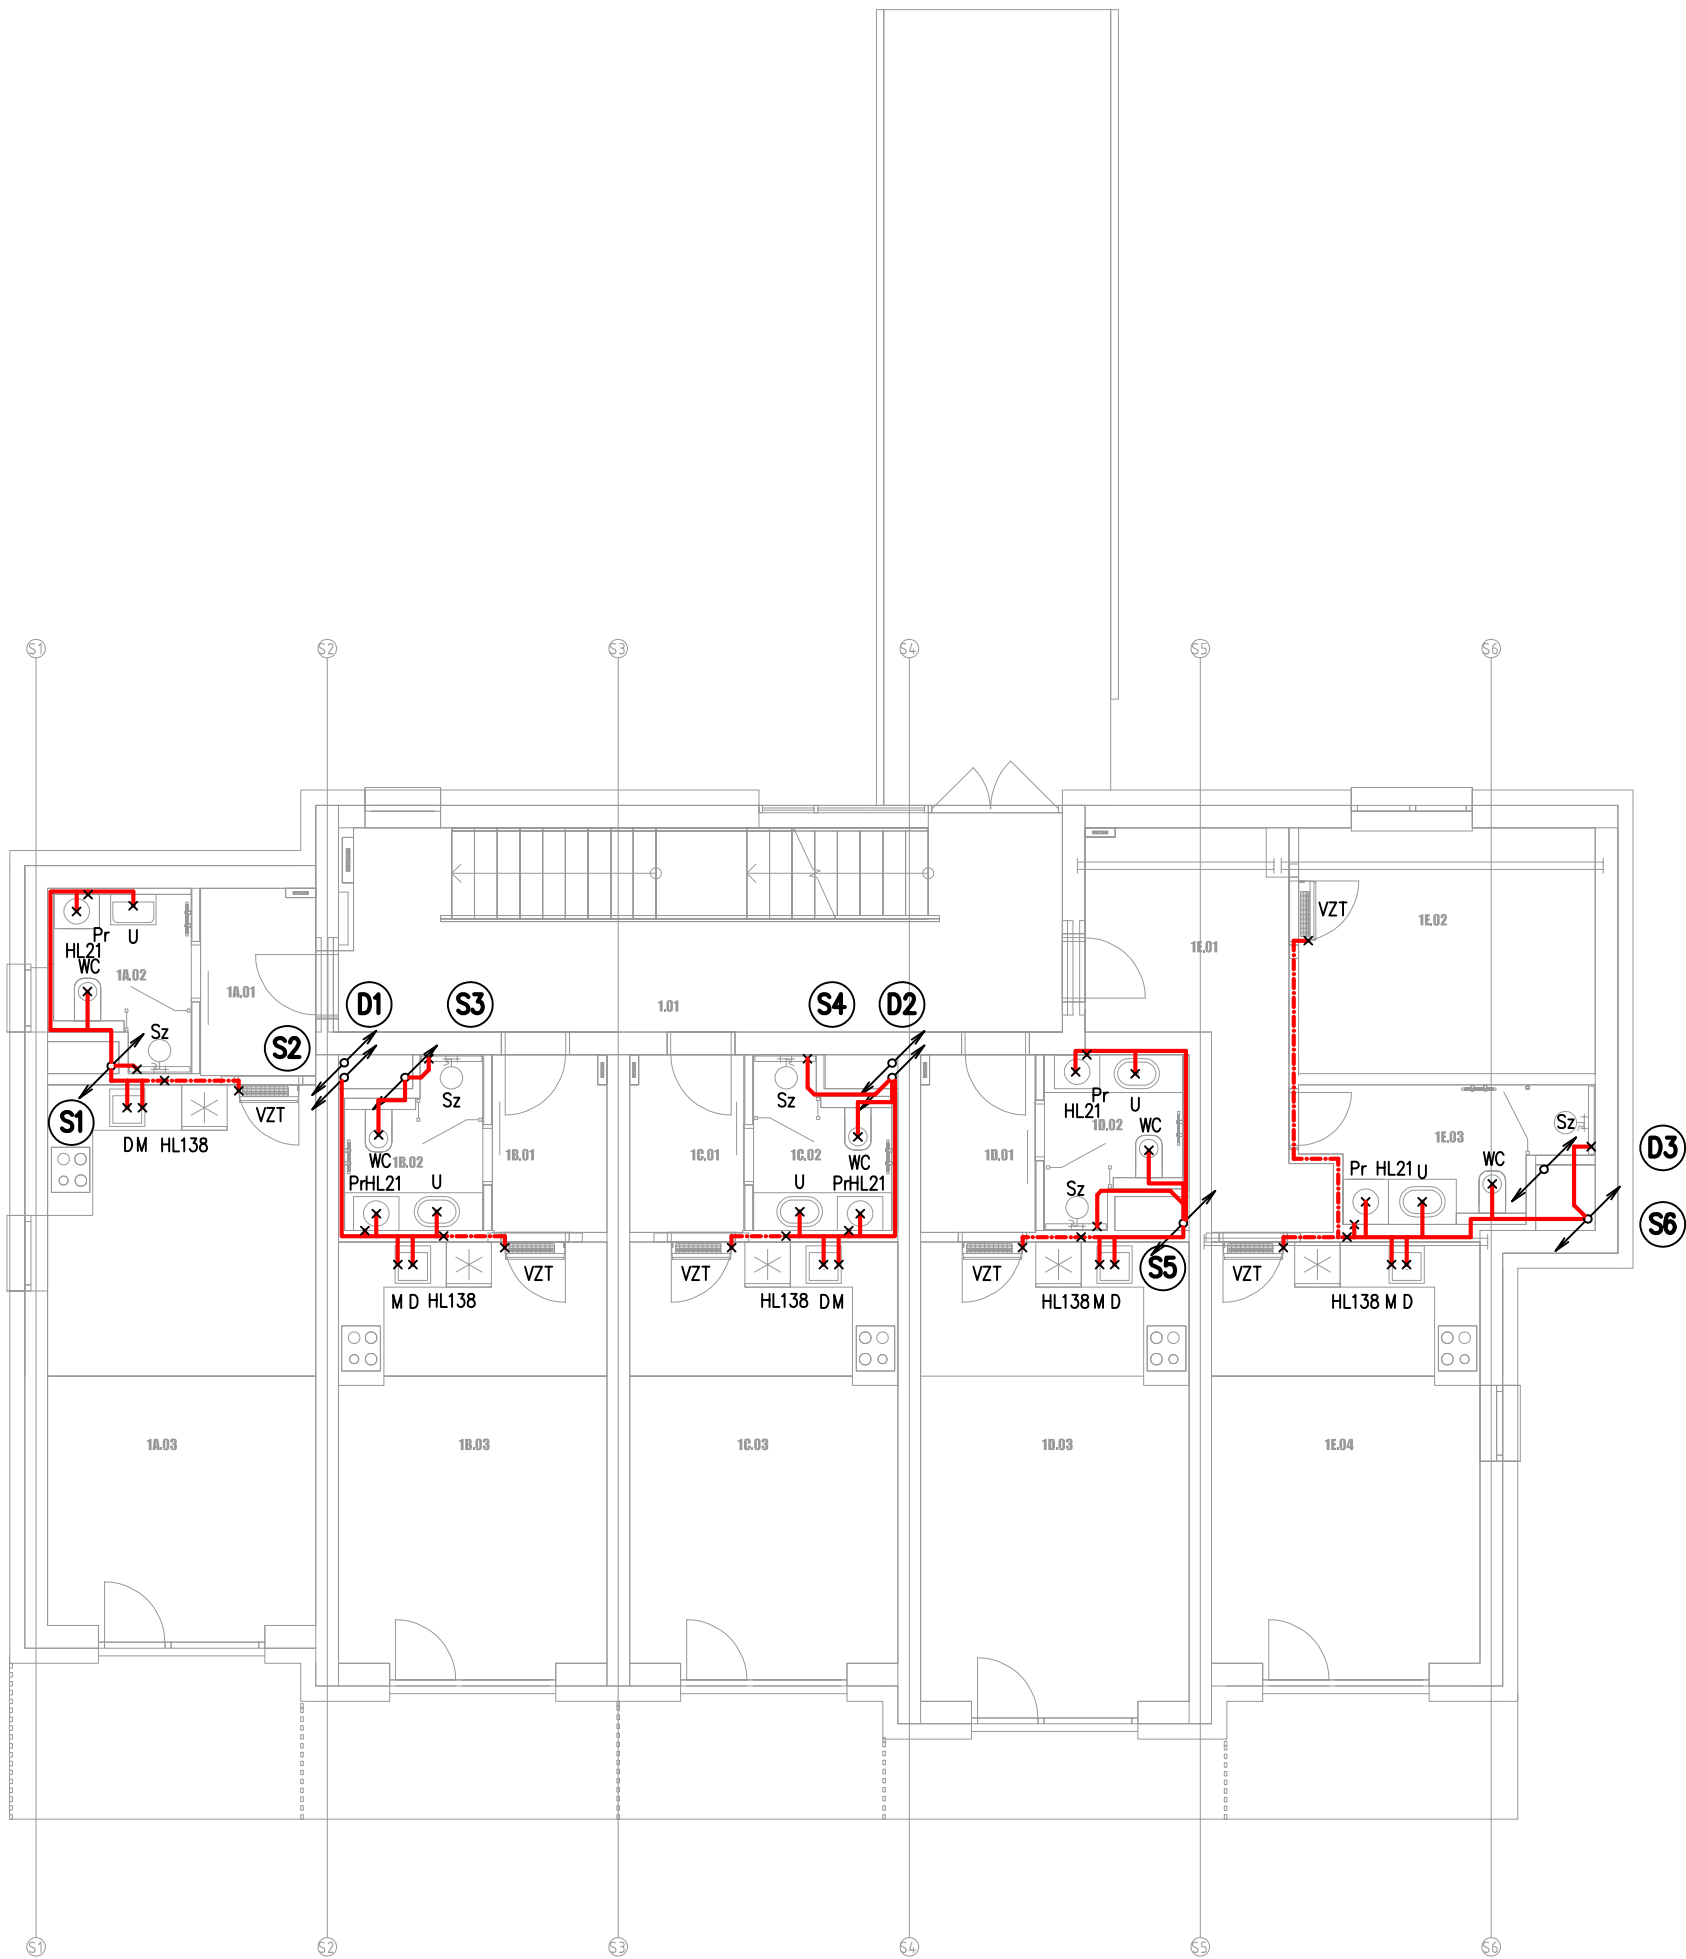 S1 S2 S3 S4 S5 S6
VZT
1E.02
Pr U
1E.01
HL21
WC
1A.02
1A.01
D1 S3 1.01 S4 D2
Sz
S2
Sz Sz
VZT Pr
HL21 U
S1 Sz
1D.02 WC 1E.03
DM HL138
D3
WC 1B.02 1B.01 1C.01 1C.02 WC 1D.01
WC
Pr HL21 U
PrHL21 U U PrHL21
Sz
S6
VZT VZT S5 VZT
M D HL138 HL138 DM HL138 M D HL138 M D
1A.03 1B.03 1C.03 1D.03 1E.04
S1 S2 S3 S4 S5 S6